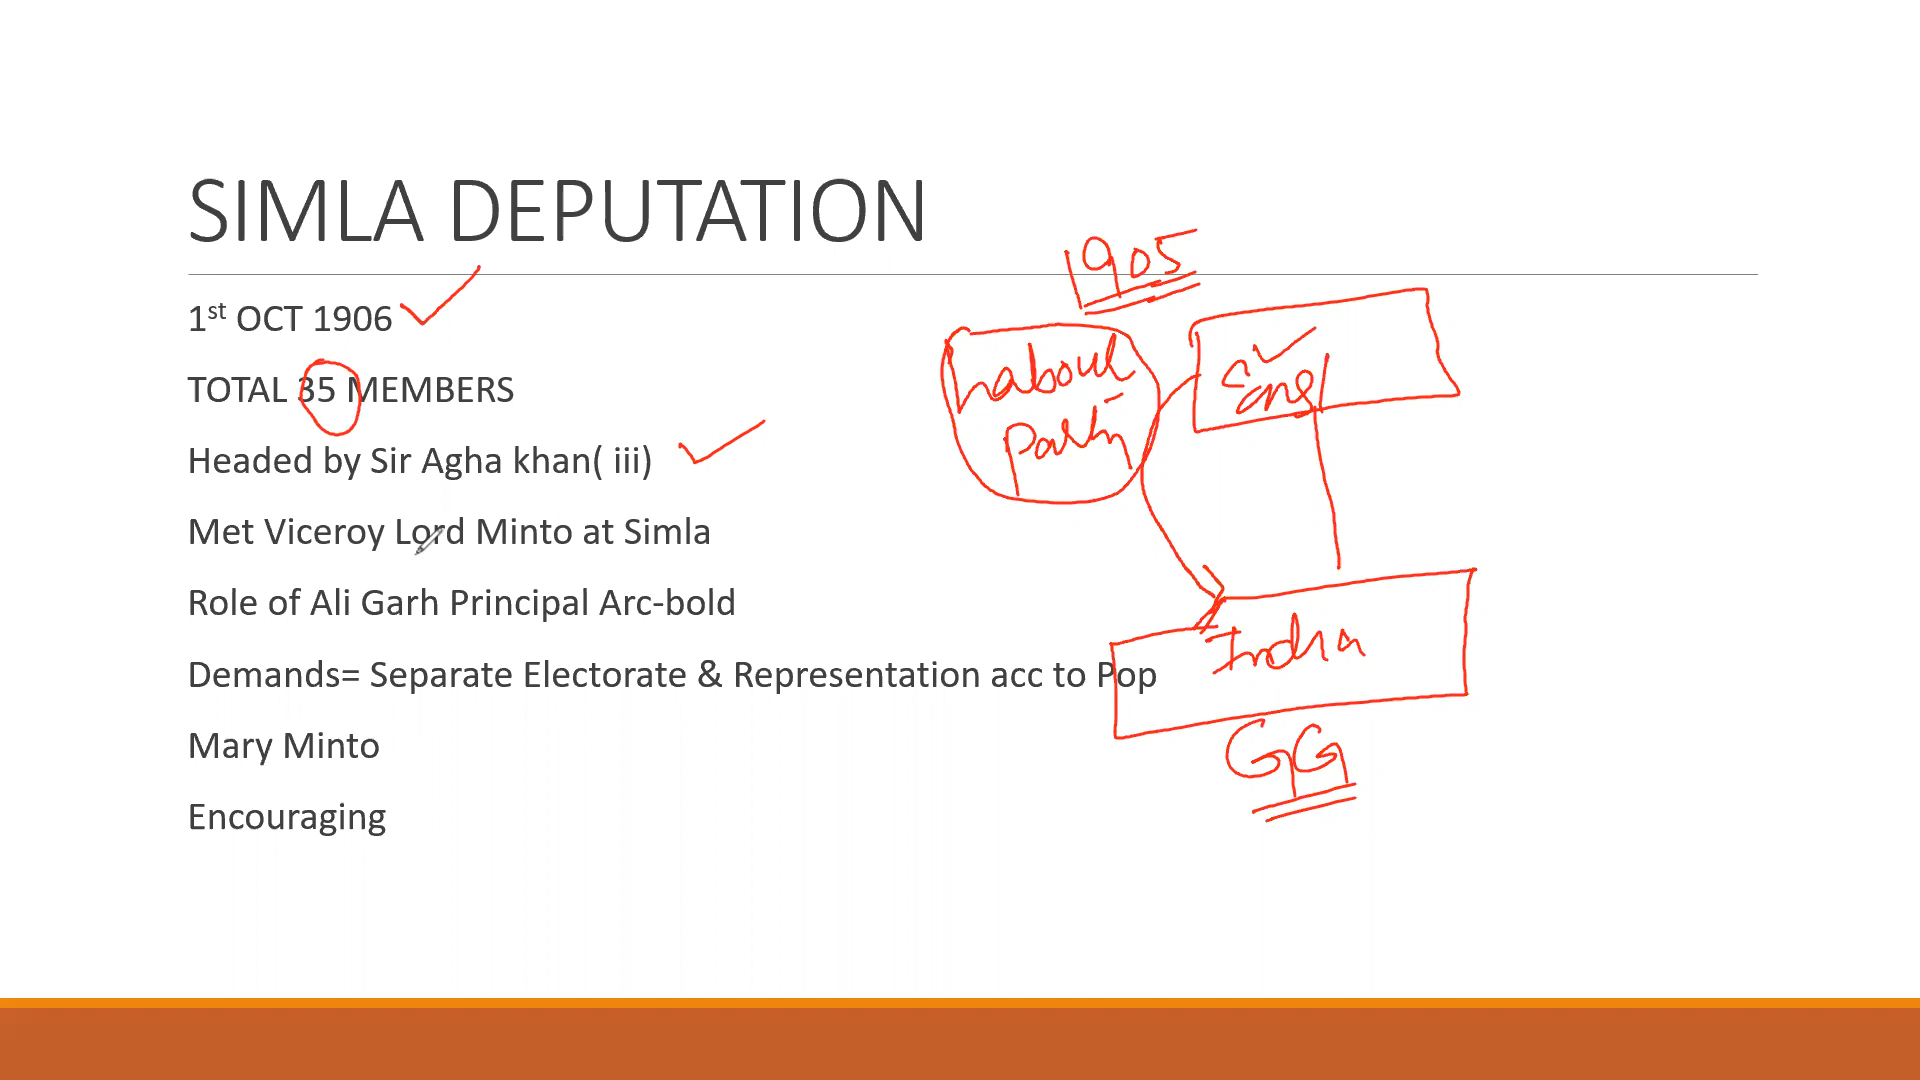 SIMLA DEPUTATION
1905
1st OCT 1906
TOTAL 35 MEMBERS
Headed by Sir Agha khan( iii)
Met Viceroy Lord Minto at Simla
Role of Ali Garh Principal Arc-bold
Demands= Separate Electorate & Representation acc to Pop
Mary Minto
Encouraging
Labour
Party
Eng
India
GG